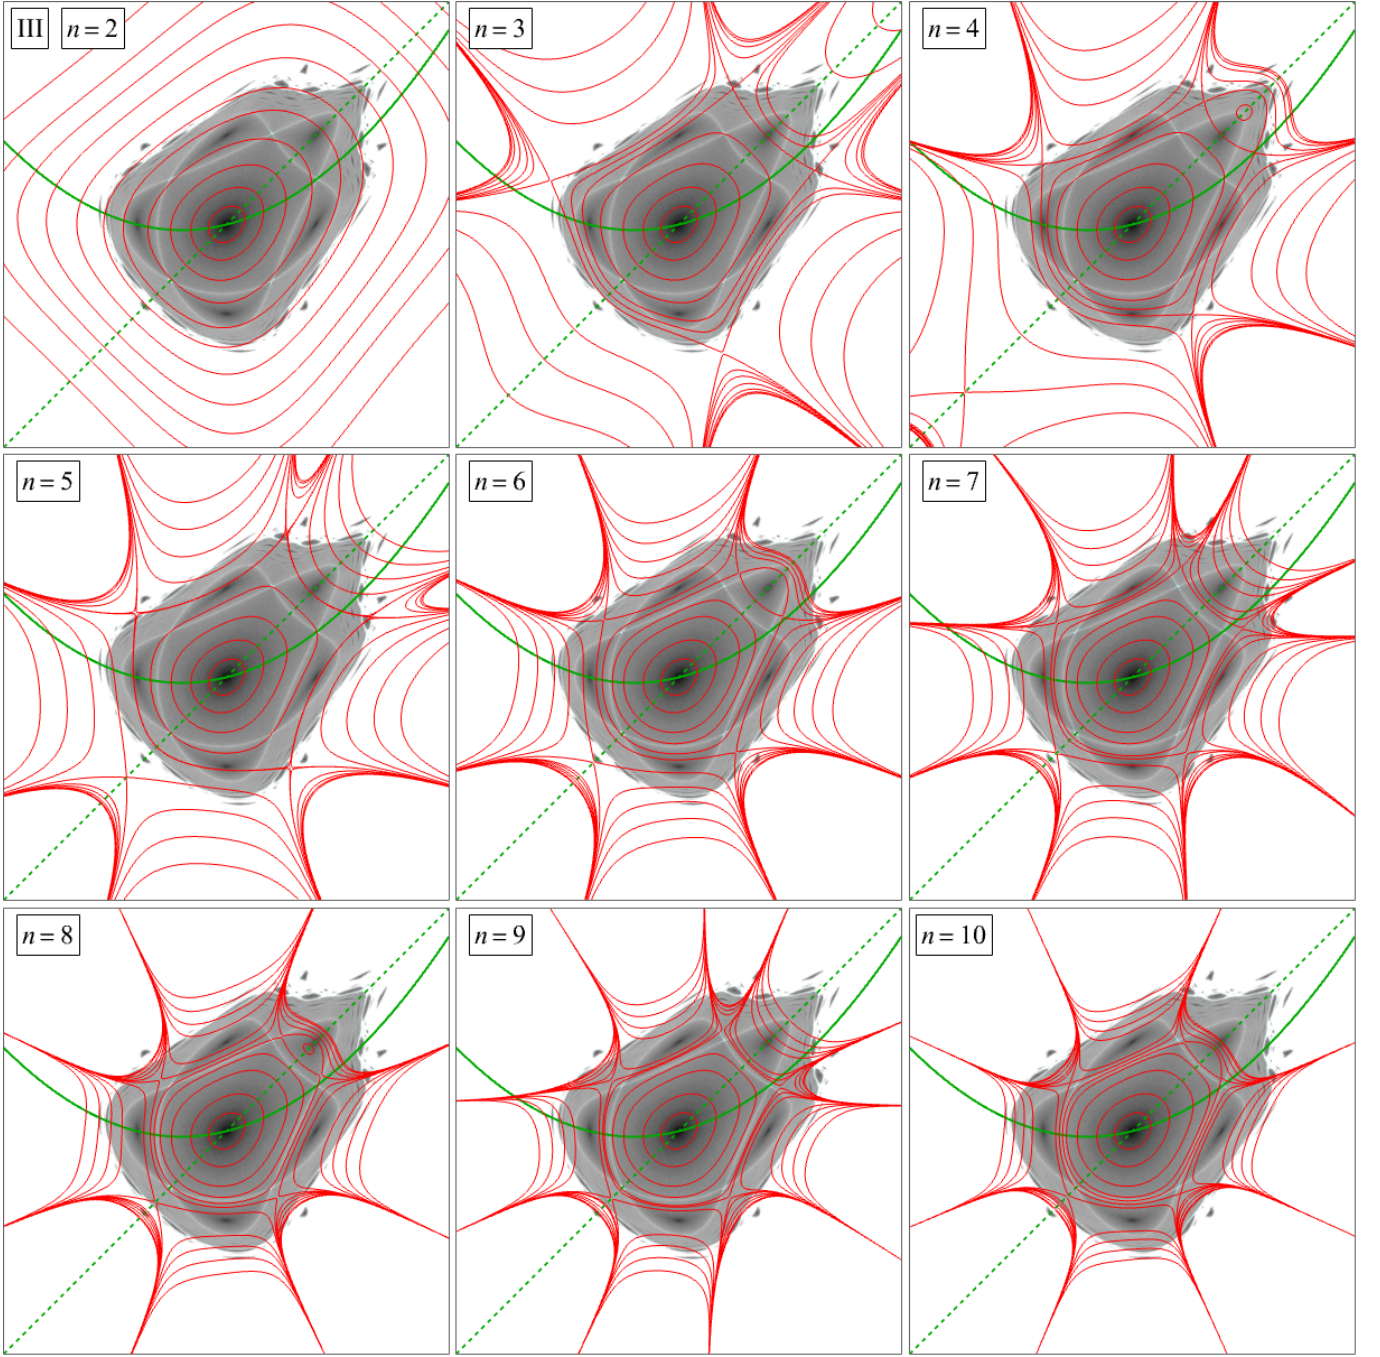 III n = 2
n = 3
n = 4
n = 5
n = 6
n = 7
n = 8
n = 9
n = 10